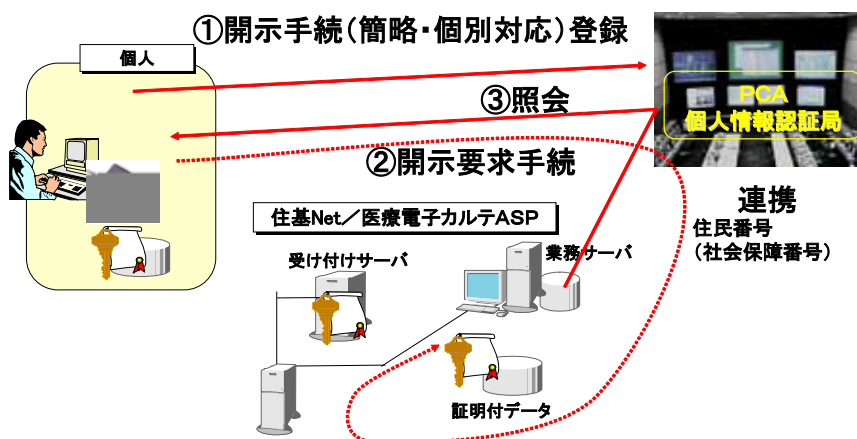 ①開示手続(簡略・個別対応)登録
個人
PCA
個人情報認証局
③照会
②開示要求手続
連携
住民番号
(社会保障番号)
住基Net/医療電子カルテASP
受け付けサーバ
業務サーバ
証明付データ